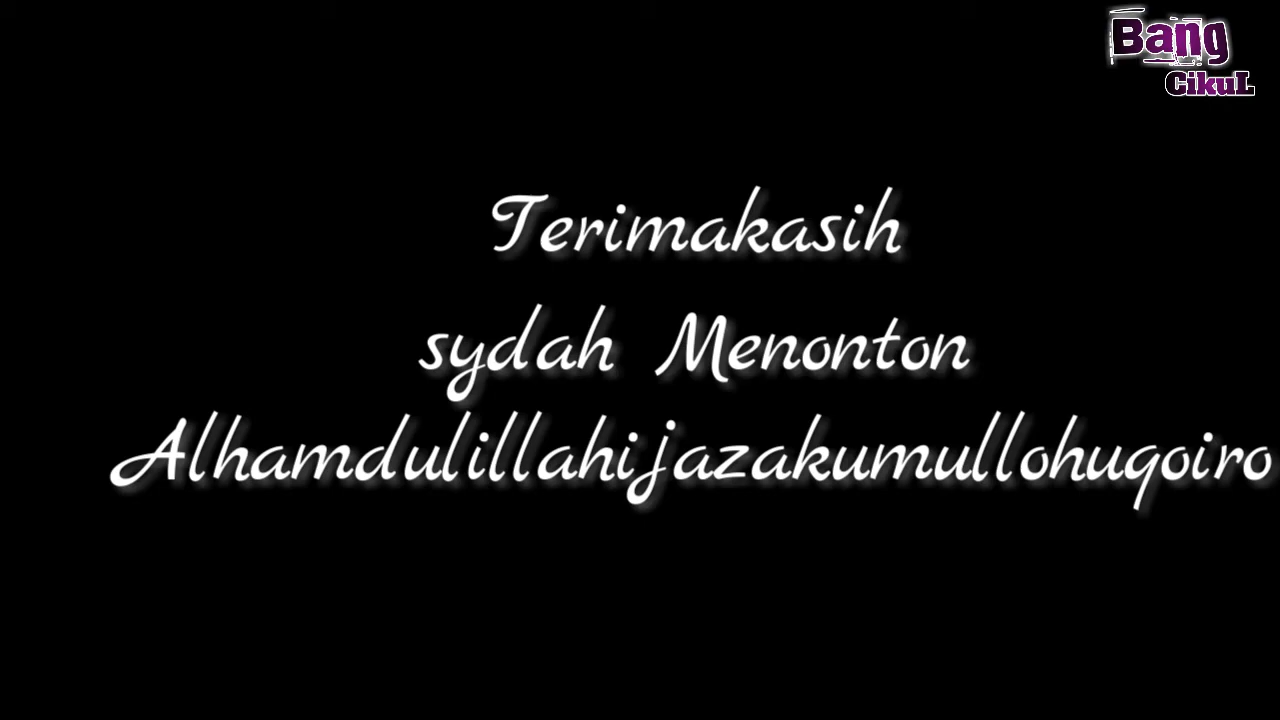 Bang
CikuL
Terimakasih
sydah Menonton
Alhamdulillahijazakumullohuqoiro